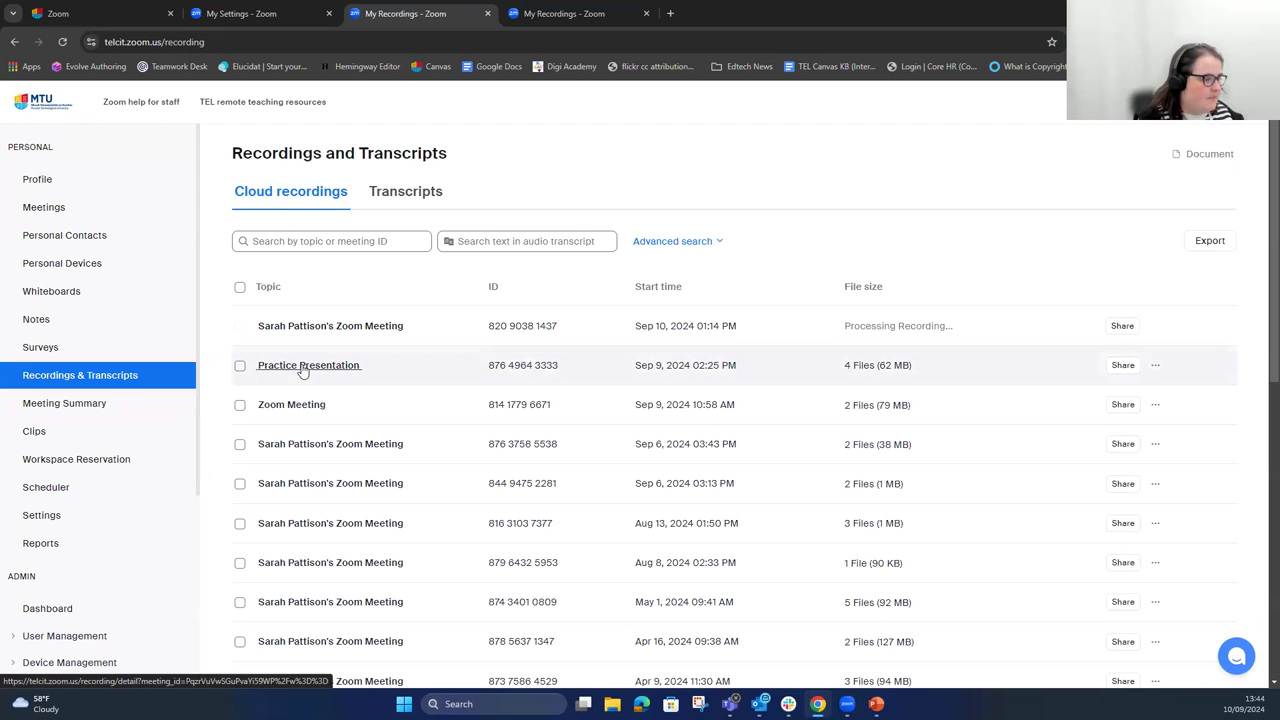 Zoom
My Settings - Zoom
My Recordings - Zoom
My Recordings - Zoom
telcit.zoom.us/recording
Apps
Evolve Authoring
Teamwork Desk
Elucidat | Start your...
Hemingway Editor
Canvas
Google Docs
Digi Academy
flickr cc attribution...
Edtech News
TEL Canvas KB (Inter...
Login | Core HR (Co...
What is Copyright
MTU
Zoom help for staff
TEL remote teaching resources
PERSONAL
Profile
Meetings
Personal Contacts
Personal Devices
Whiteboards
Notes
Surveys
Recordings & Transcripts
Meeting Summary
Clips
Workspace Reservation
Scheduler
Settings
Reports
ADMIN
Dashboard
User Management
Device Management
Recordings and Transcripts
Document
Cloud recordings
Transcripts
Search by topic or meeting ID
Search text in audio transcript
Advanced search
Export
Topic ID Start time File size
Sarah Pattison's Zoom Meeting 820 9038 1437 Sep 10, 2024 01:14 PM Processing Recording... Share
Practice Presentation 876 4964 3333 Sep 9, 2024 02:25 PM 4 Files (62 MB) Share ...
Zoom Meeting 814 1779 6671 Sep 9, 2024 10:58 AM 2 Files (79 MB) Share ...
Sarah Pattison's Zoom Meeting 876 3758 5538 Sep 6, 2024 03:43 PM 2 Files (38 MB) Share ...
Sarah Pattison's Zoom Meeting 844 9475 2281 Sep 6, 2024 03:13 PM 2 Files (1 MB) Share ...
Sarah Pattison's Zoom Meeting 816 3103 7377 Aug 13, 2024 01:50 PM 3 Files (1 MB) Share ...
Sarah Pattison's Zoom Meeting 879 6432 5953 Aug 8, 2024 02:33 PM 1 File (90 KB) Share ...
Sarah Pattison's Zoom Meeting 874 3401 0809 May 1, 2024 09:41 AM 5 Files (92 MB) Share ...
Sarah Pattison's Zoom Meeting 878 5637 1347 Apr 16, 2024 09:38 AM 2 Files (127 MB) Share ...
Sarah Pattison's Zoom Meeting 873 7586 4529 Apr 9, 2024 11:30 AM 3 Files (94 MB) Share ...
https://telcit.zoom.us/recording/detail?meeting_id=PqzrVuVwSGuPvaYi59WP%2Fw%3D%3D
58°F
Cloudy
Search
13:44
10/09/2024